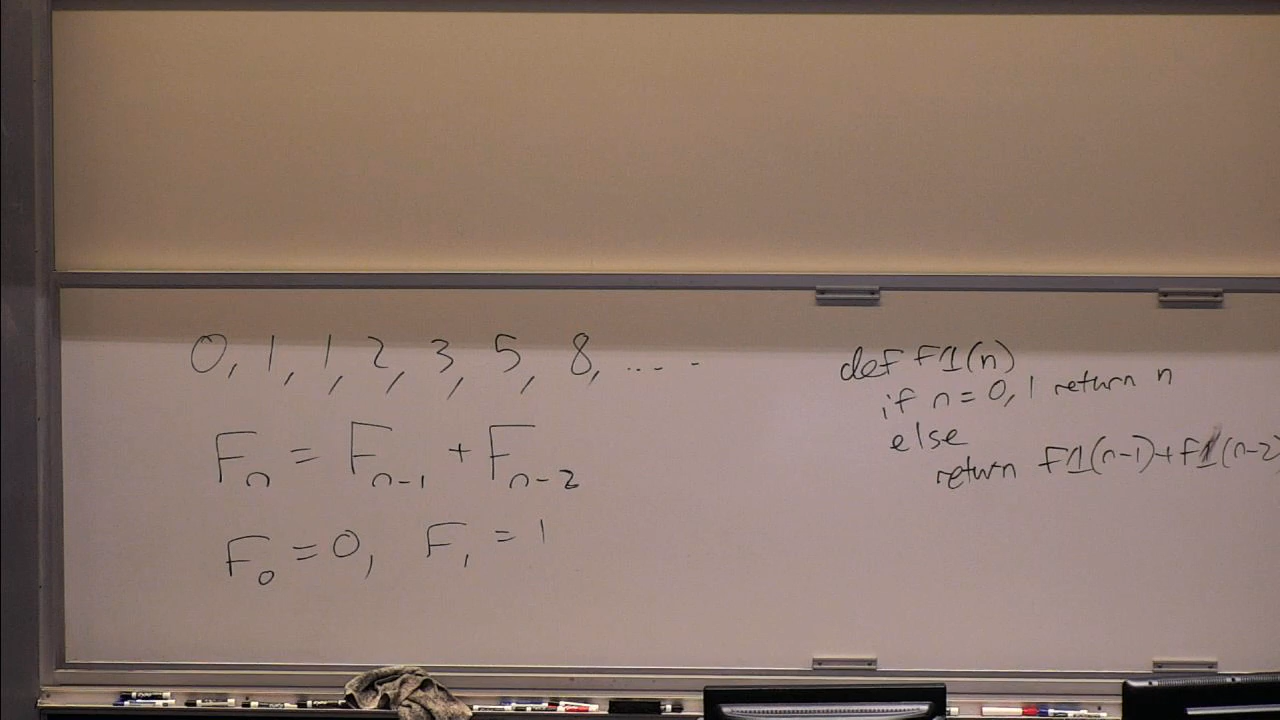 0, 1, 1, 2, 3, 5, 8, .... .
Fₙ = Fₙ₋₁ + Fₙ₋₂
F₀ = 0, F₁ = 1
def f1(n)
if n = 0, 1 return n
else
return f1(n-1)+f1(n-2)